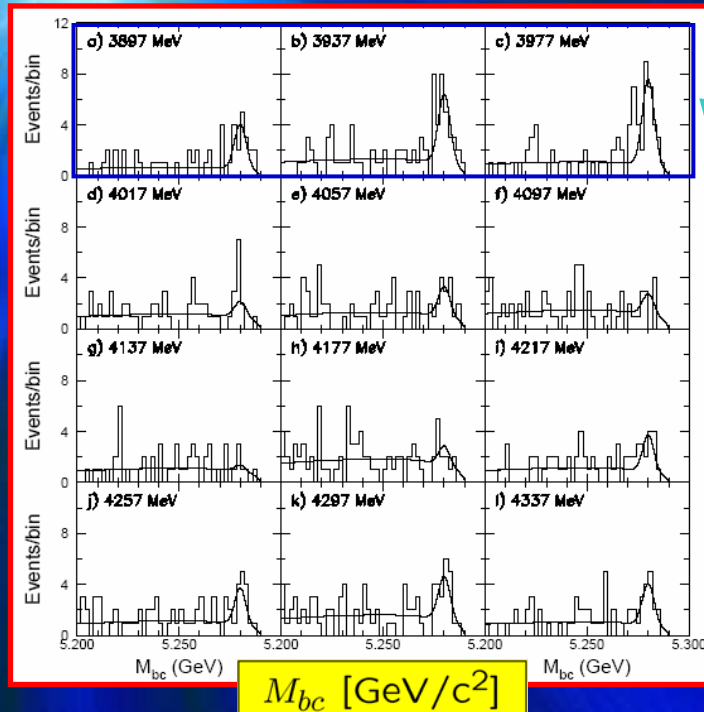 12
8
4
0
Events/bin
a) 3897 MeV
b) 3937 MeV
c) 3977 MeV
8
4
0
Events/bin
d) 4017 MeV
e) 4057 MeV
f) 4097 MeV
8
4
0
Events/bin
g) 4137 MeV
h) 4177 MeV
i) 4217 MeV
8
4
0
Events/bin
j) 4257 MeV
k) 4297 MeV
l) 4337 MeV
5.200 5.250 5.200 5.250 5.200 5.250 5.300
M_bc (GeV) M_bc (GeV)
M_bc [GeV/c²]